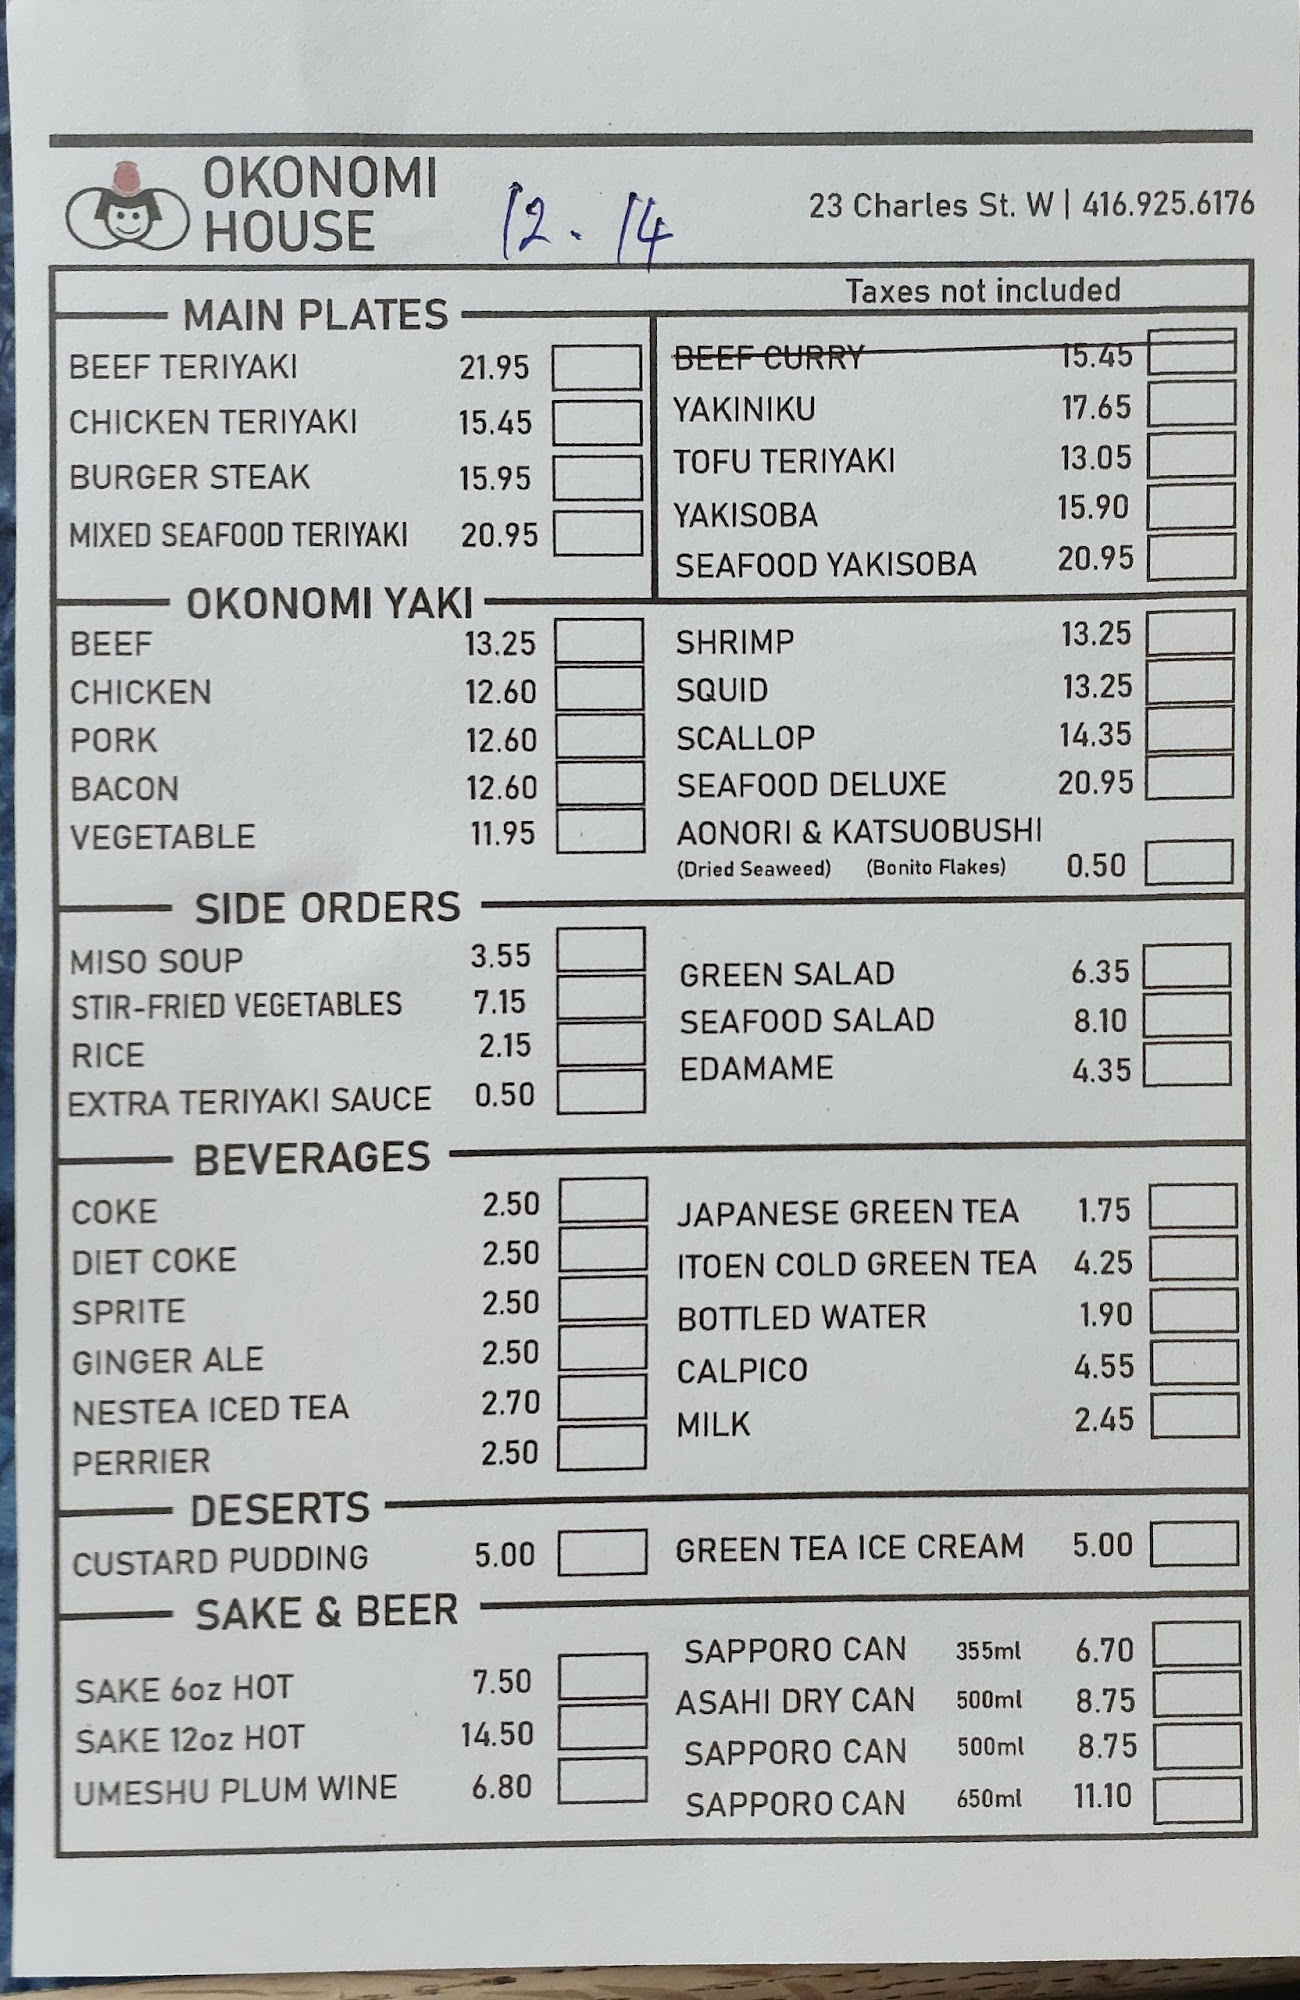 OKONOMI
HOUSE
12. 14
23 Charles St. W | 416.925.6176
Taxes not included
MAIN PLATES
BEEF TERIYAKI 21.95
CHICKEN TERIYAKI 15.45
BURGER STEAK 15.95
MIXED SEAFOOD TERIYAKI 20.95
BEEF CURRY 15.45
YAKINIKU 17.65
TOFU TERIYAKI 13.05
YAKISOBA 15.90
SEAFOOD YAKISOBA 20.95
OKONOMI YAKI
BEEF 13.25
CHICKEN 12.60
PORK 12.60
BACON 12.60
VEGETABLE 11.95
SHRIMP 13.25
SQUID 13.25
SCALLOP 14.35
SEAFOOD DELUXE 20.95
AONORI & KATSUOBUSHI
(Dried Seaweed) (Bonito Flakes) 0.50
SIDE ORDERS
MISO SOUP 3.55
STIR-FRIED VEGETABLES 7.15
RICE 2.15
EXTRA TERIYAKI SAUCE 0.50
GREEN SALAD 6.35
SEAFOOD SALAD 8.10
EDAMAME 4.35
BEVERAGES
COKE 2.50
DIET COKE 2.50
SPRITE 2.50
GINGER ALE 2.50
NESTEA ICED TEA 2.70
PERRIER 2.50
JAPANESE GREEN TEA 1.75
ITOEN COLD GREEN TEA 4.25
BOTTLED WATER 1.90
CALPICO 4.55
MILK 2.45
DESERTS
CUSTARD PUDDING 5.00
GREEN TEA ICE CREAM 5.00
SAKE & BEER
SAKE 6oz HOT 7.50
SAKE 12oz HOT 14.50
UMESHU PLUM WINE 6.80
SAPPORO CAN 355ml 6.70
ASAHI DRY CAN 500ml 8.75
SAPPORO CAN 500ml 8.75
SAPPORO CAN 650ml 11.10